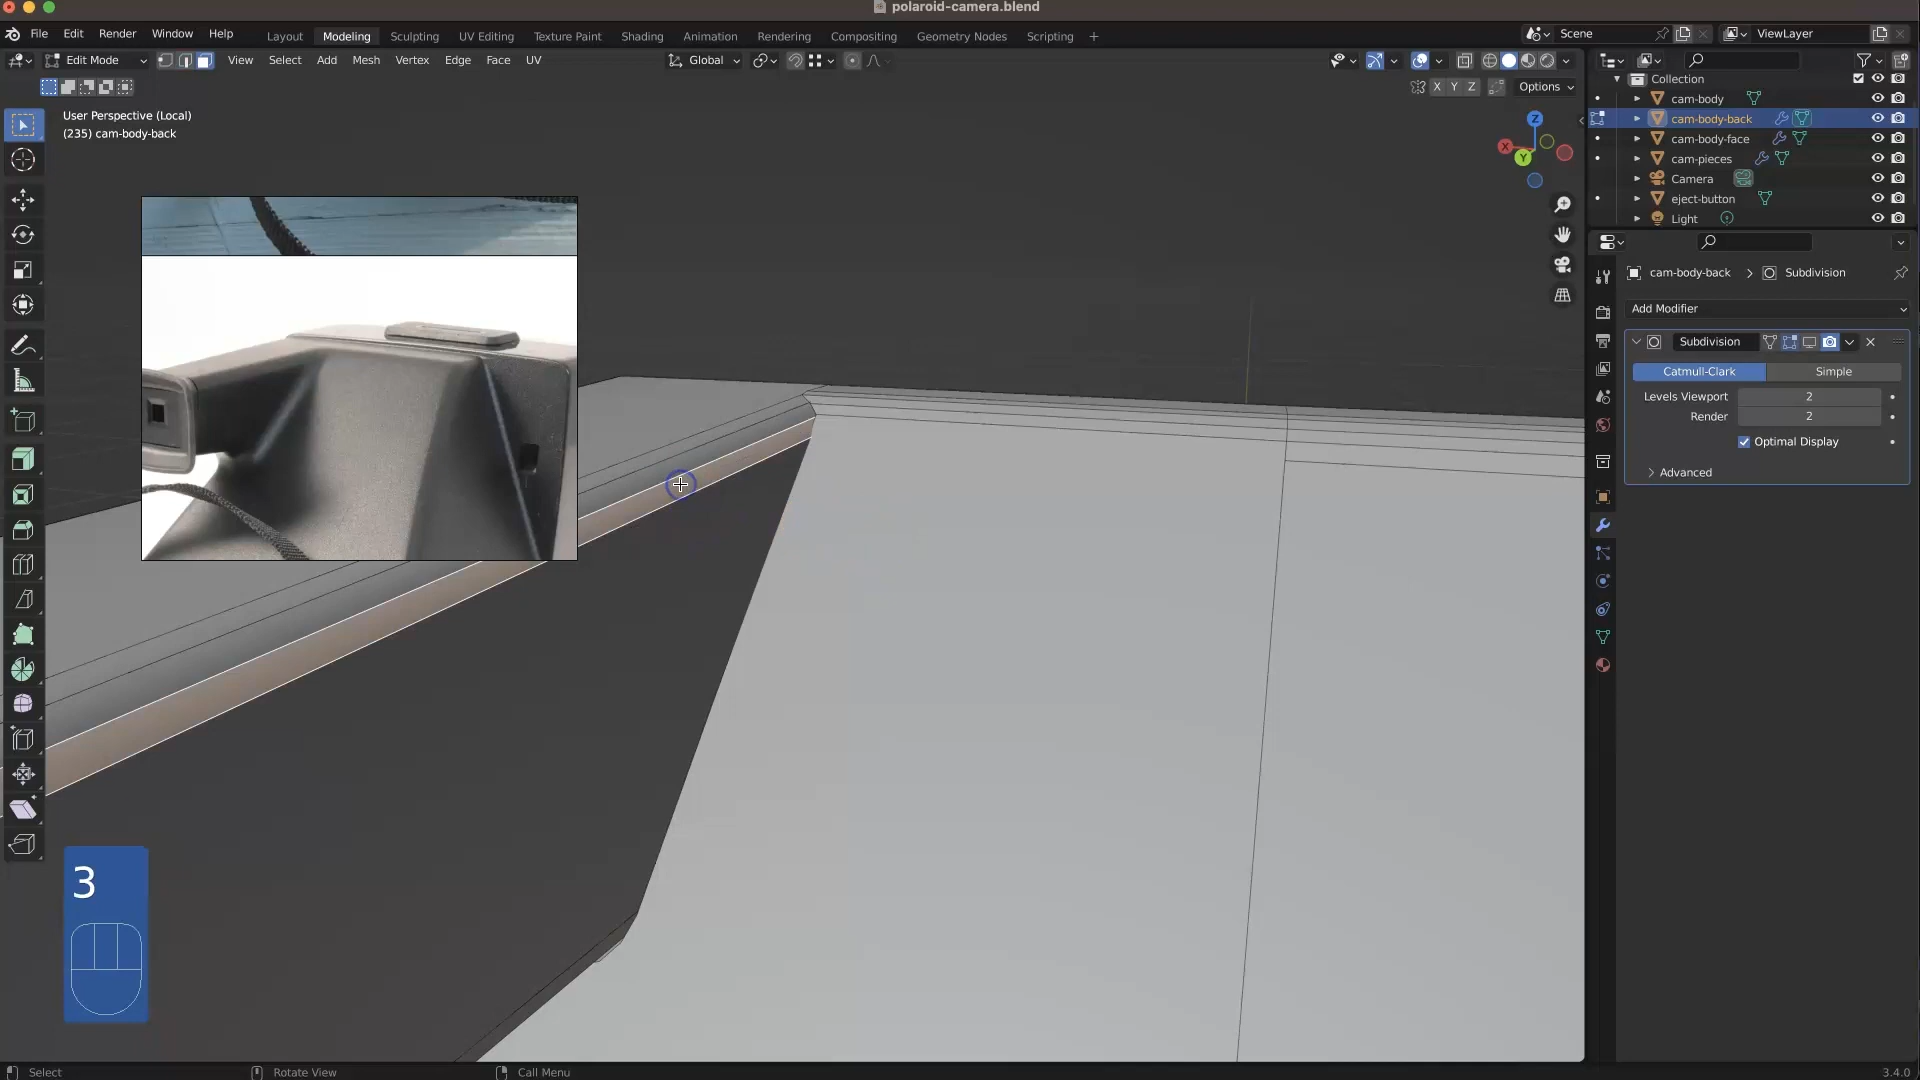 polaroid-camera.blend
File Edit Render Window Help Layout Modeling Sculpting UV Editing Texture Paint Shading Animation Rendering Compositing Geometry Nodes Scripting + Scene ViewLayer
Edit Mode View Select Add Mesh Vertex Edge Face UV Global
X Y Z Options
User Perspective (Local)
(235) cam-body-back
Z
X
Y
Collection
cam-body
cam-body-back
cam-body-face
cam-pieces
Camera
eject-button
Light
cam-body-back > Subdivision
Add Modifier
Subdivision
Catmull-Clark Simple
Levels Viewport 2
Render 2
Optimal Display
Advanced
3
Select Rotate View Call Menu 3.4.0